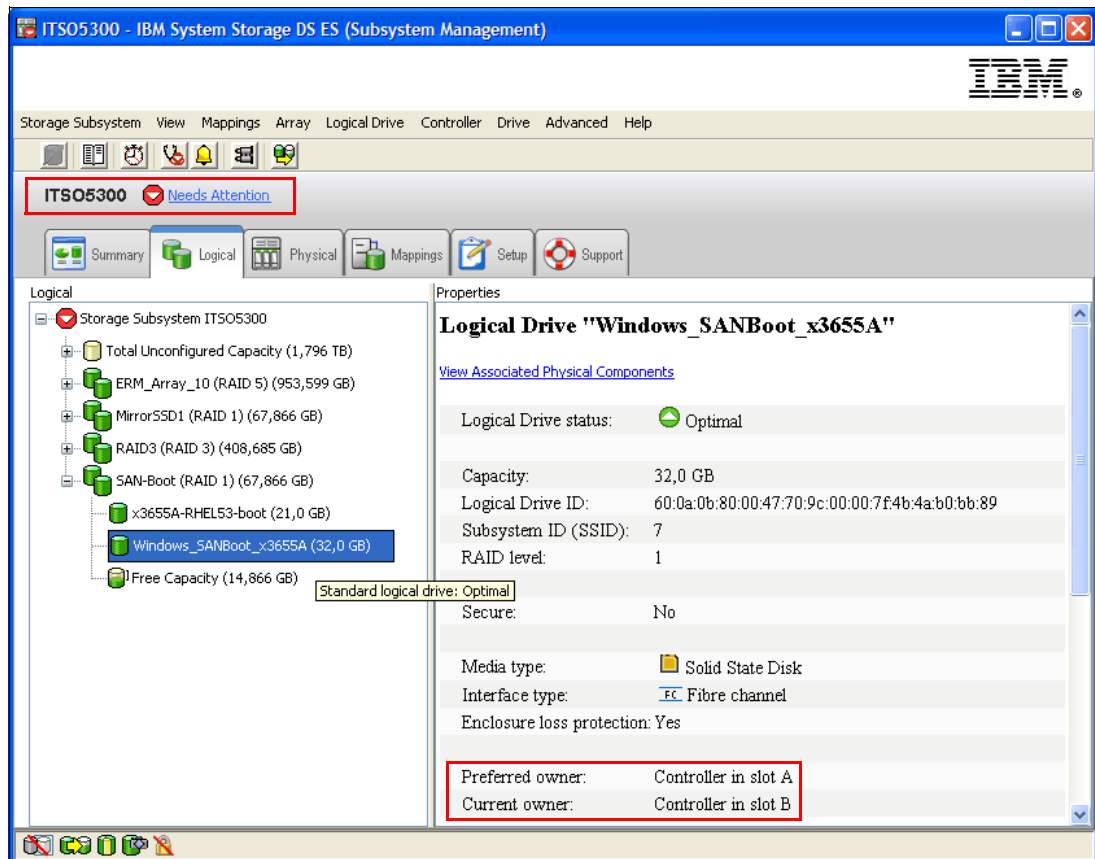 ITSO5300 - IBM System Storage DS ES (Subsystem Management)
IBM®
Storage Subsystem View Mappings Array Logical Drive Controller Drive Advanced Help
ITSO5300 Needs Attention
Summary Logical Physical Mappings Setup Support
Logical
Storage Subsystem ITSO5300
Total Unconfigured Capacity (1,796 TB)
ERM_Array_10 (RAID 5) (953,599 GB)
MirrorSSD1 (RAID 1) (67,866 GB)
RAID3 (RAID 3) (408,685 GB)
SAN-Boot (RAID 1) (67,866 GB)
x3655A-RHEL53-boot (21,0 GB)
Windows_SANBoot_x3655A (32,0 GB)
Free Capacity (14,866 GB)
Standard logical drive: Optimal
Properties
Logical Drive "Windows_SANBoot_x3655A"
View Associated Physical Components
Logical Drive status: Optimal
Capacity: 32,0 GB
Logical Drive ID: 60:0a:0b:80:00:47:70:9c:00:00:7f:4b:4a:b0:bb:89
Subsystem ID (SSID): 7
RAID level: 1
Secure: No
Media type: Solid State Disk
Interface type: FC Fibre channel
Enclosure loss protection: Yes
Preferred owner: Controller in slot A
Current owner: Controller in slot B